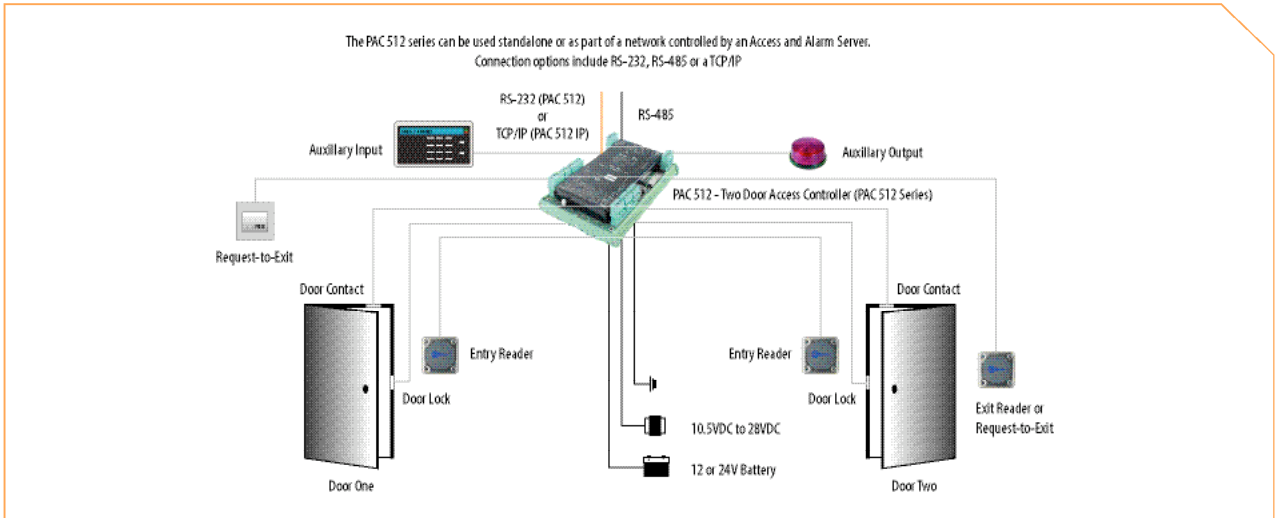 The PAC 512 series can be used standalone or as part of a network controlled by an Access and Alarm Server.
Connection options include RS-232, RS-485 or a TCP/IP
RS-232 (PAC 512)
or
TCP/IP (PAC 512 IP)
RS-485
Auxillary Input
Auxillary Output
PAC 512 - Two Door Access Controller (PAC 512 Series)
Request-to-Exit
Door Contact
Door Contact
Entry Reader
Entry Reader
Door Lock
Door Lock
Exit Reader or
Request-to-Exit
10.5VDC to 28VDC
12 or 24V Battery
Door One
Door Two